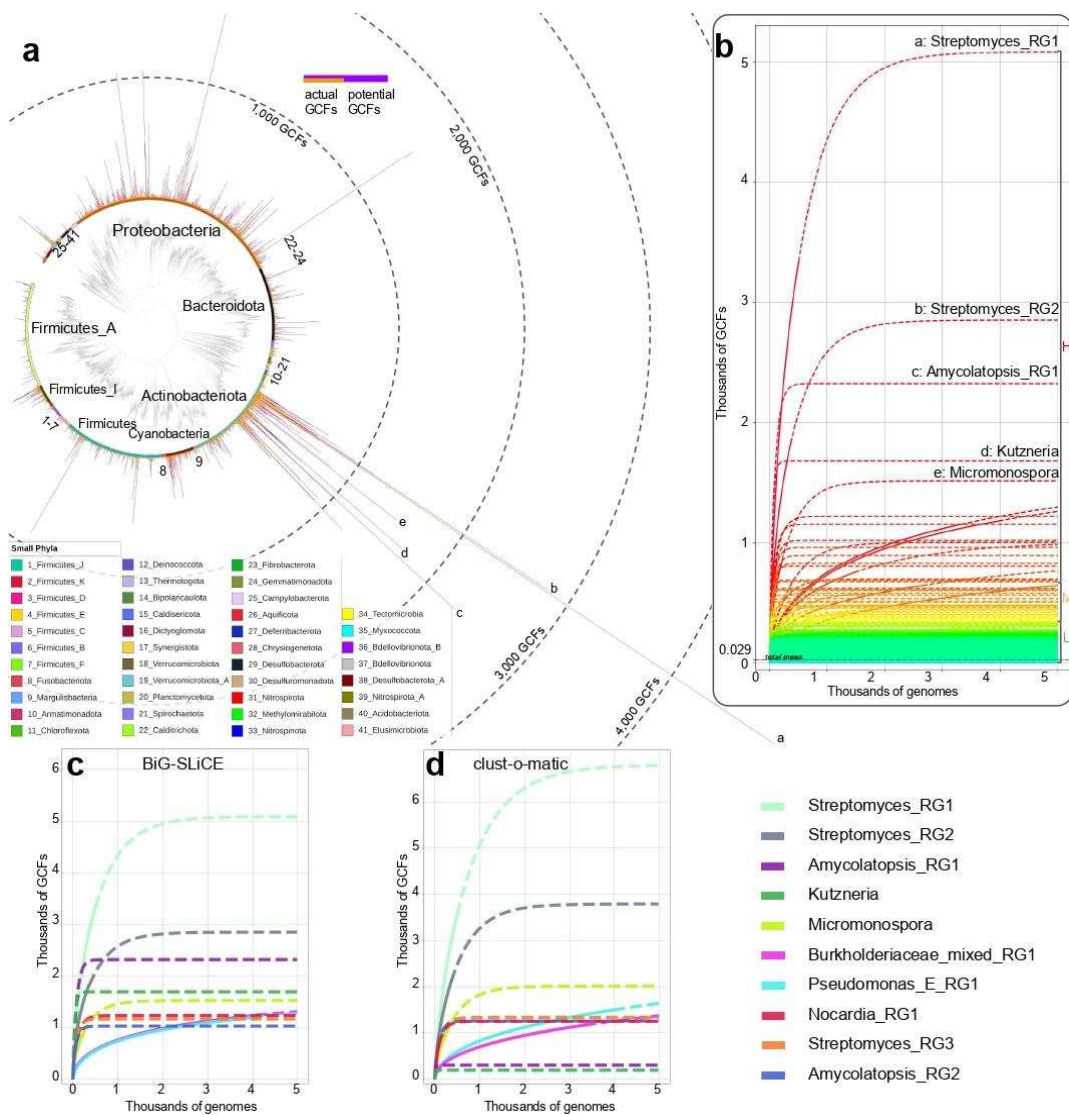 a
actual
GCFs
potential
GCFs
1,000 GCFs
2,000 GCFs
3,000 GCFs
4,000 GCFs
Proteobacteria
25-41
22-24
Bacteroidota
Firmicutes_A
10-21
Firmicutes_I
Actinobacteriota
1-7
Firmicutes
Cyanobacteria
8
9
e
d
c
b
a
Small Phyla
1_Firmicutes_J
2_Firmicutes_K
3_Firmicutes_D
4_Firmicutes_E
5_Firmicutes_C
6_Firmicutes_B
7_Firmicutes_F
8_Fusobacteriota
9_Margulisbacteria
10_Armatimonadota
11_Chloroflexota
12_Deinococcota
13_Thermotogota
14_Bipolaricaulota
15_Caldisericota
16_Dictyoglomota
17_Synergistota
18_Verrucomicrobiota
19_Verrucomicrobiota_A
20_Planctomycetota
21_Spirochaetota
22_Calditrichota
23_Fibrobacterota
24_Gemmatimonadota
25_Campylobacterota
26_Aquificota
27_Deferribacterota
28_Chrysiogenetota
29_Desulfobacterota
30_Desulfuromonadota
31_Nitrospirota
32_Methylomirabilota
33_Nitrospinota
34_Tectomicrobia
35_Myxococcota
36_Bdellovibrionota_B
37_Bdellovibrionota
38_Desulfobacterota_A
39_Nitrospirota_A
40_Acidobacteriota
41_Elusimicrobiota
b
a: Streptomyces_RG1
b: Streptomyces_RG2
c: Amycolatopsis_RG1
d: Kutzneria
e: Micromonospora
Thousands of GCFs
5
4
3
2
1
0.029
0
total mean
H
M
L
0 1 2 3 4 5
Thousands of genomes
c
BiG-SLiCE
Thousands of GCFs
6
5
4
3
2
1
0
0 1 2 3 4 5
Thousands of genomes
d
clust-o-matic
Thousands of GCFs
6
5
4
3
2
1
0
0 1 2 3 4 5
Thousands of genomes
Streptomyces_RG1
Streptomyces_RG2
Amycolatopsis_RG1
Kutzneria
Micromonospora
Burkholderiaceae_mixed_RG1
Pseudomonas_E_RG1
Nocardia_RG1
Streptomyces_RG3
Amycolatopsis_RG2